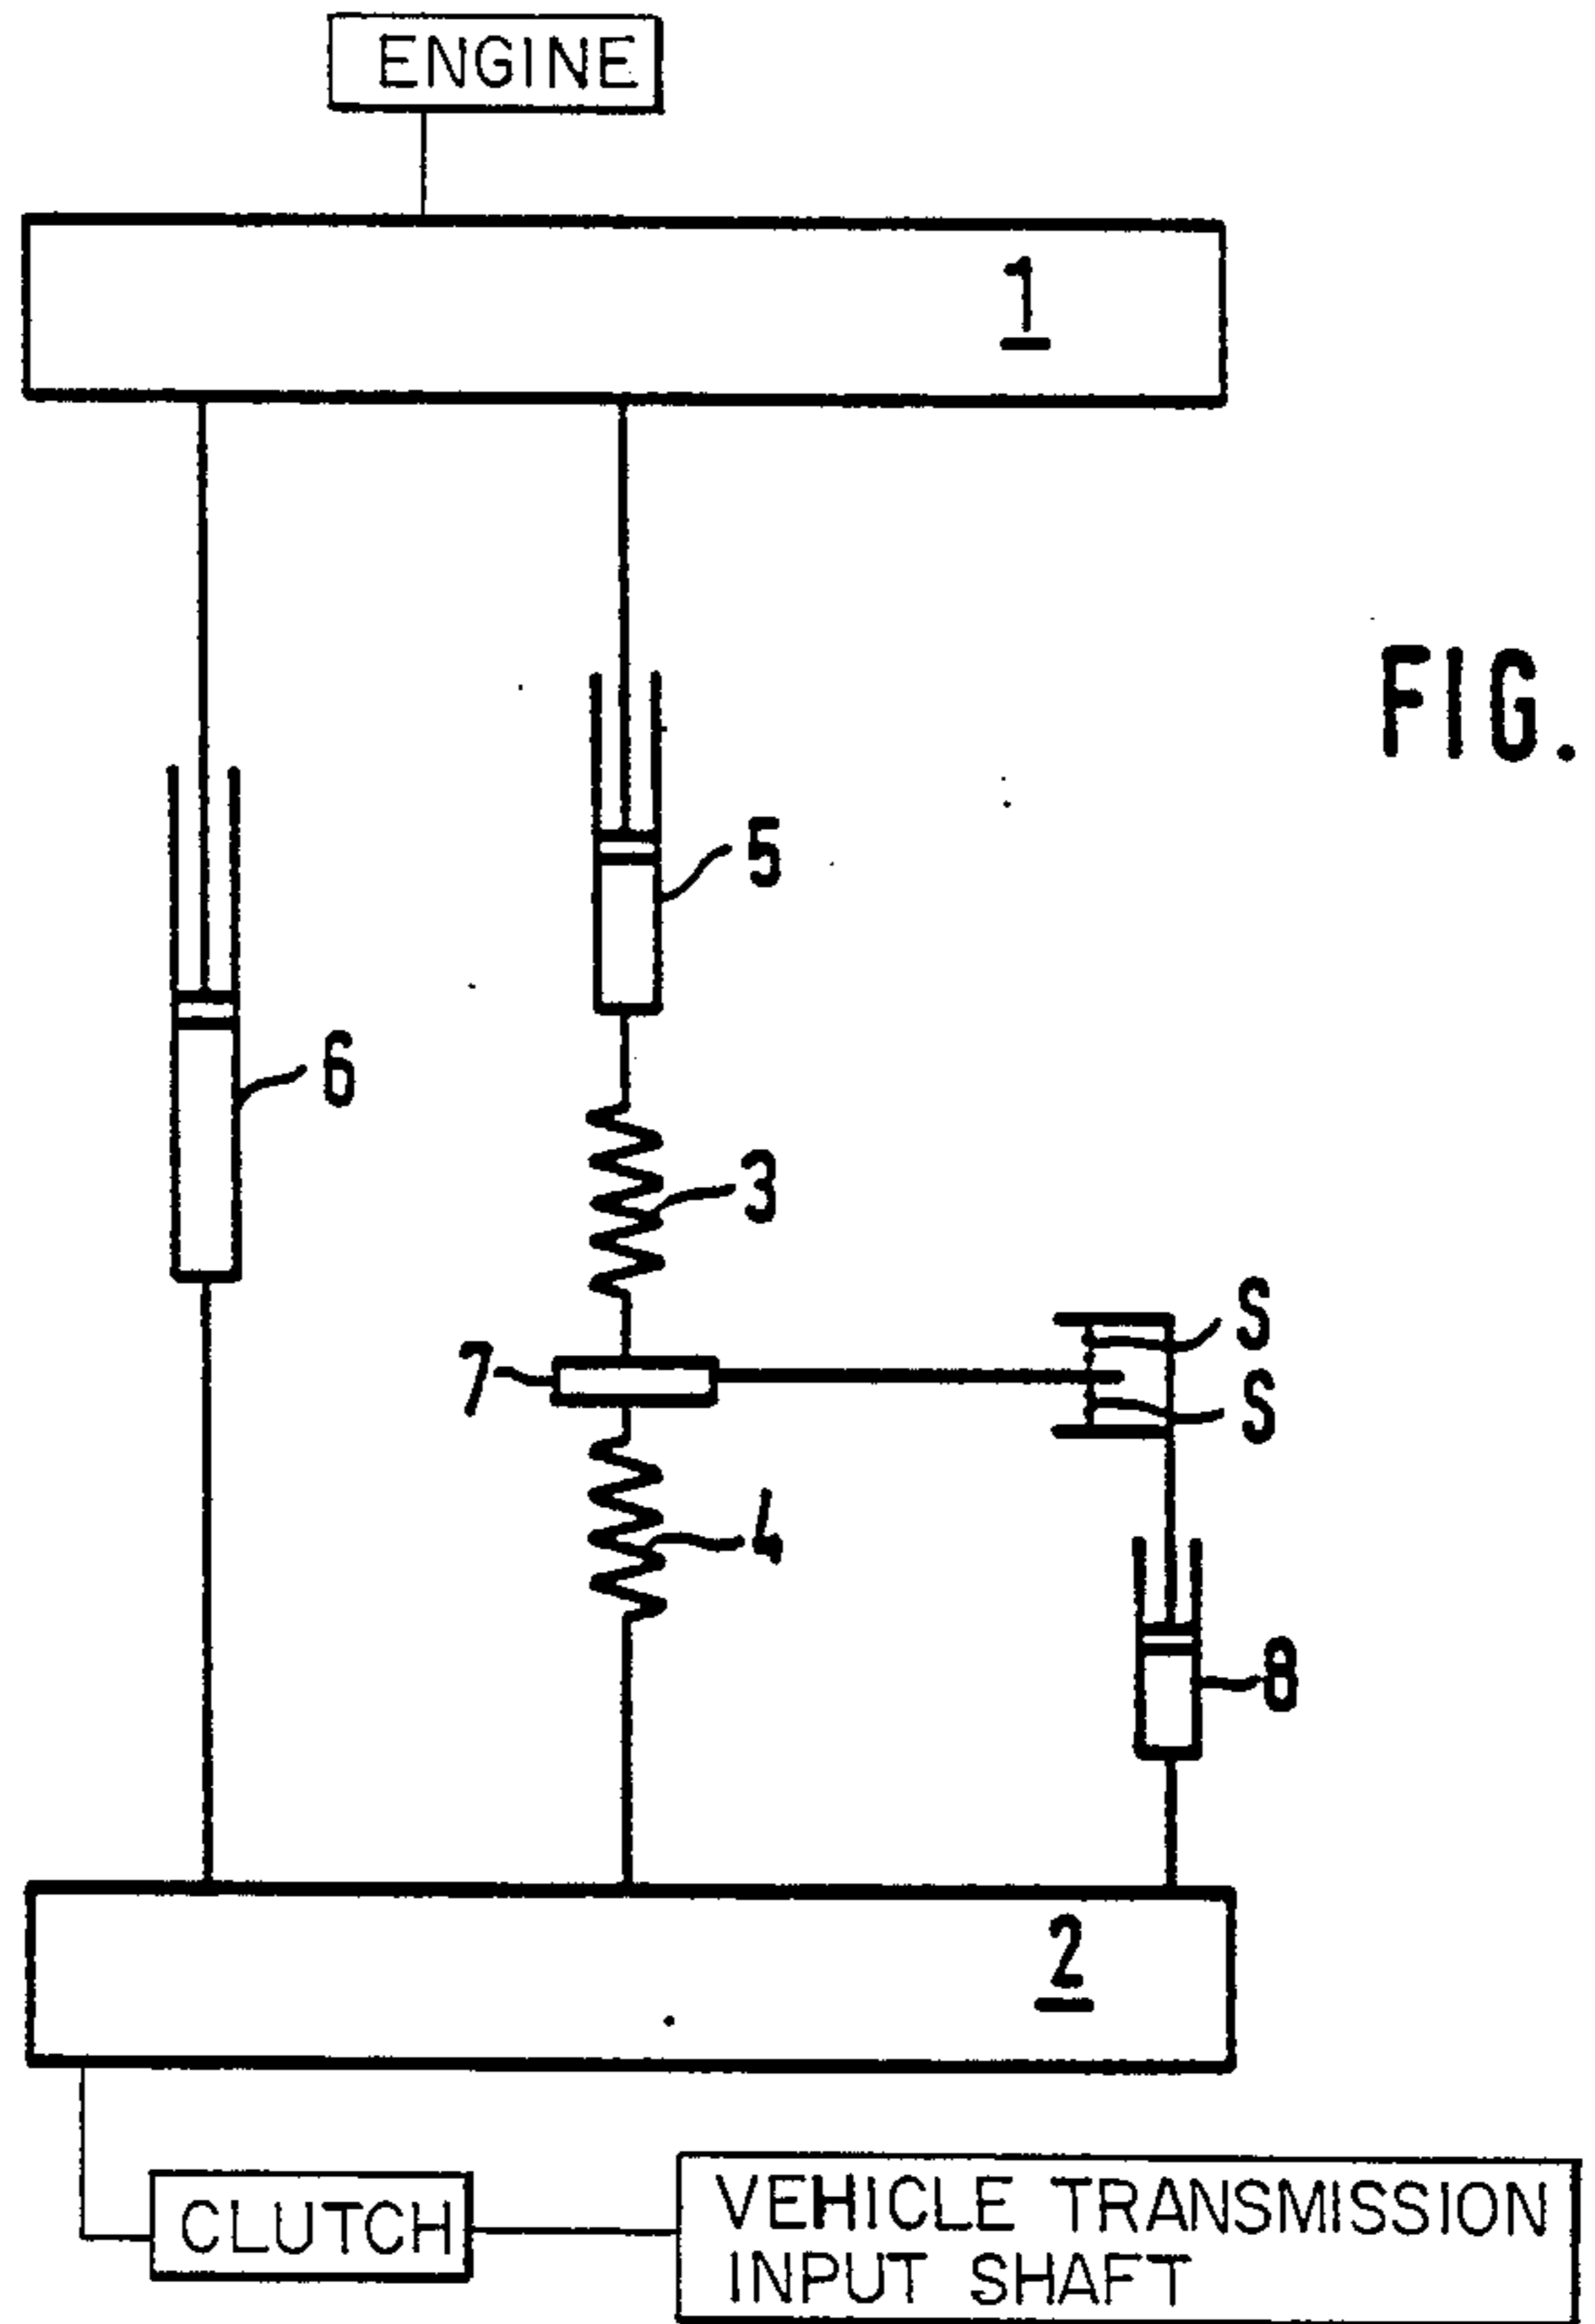 ENGINE
1
FIG.
5
6
3
7
S
S
4
8
2
CLUTCH
VEHICLE TRANSMISSION
INPUT SHAFT